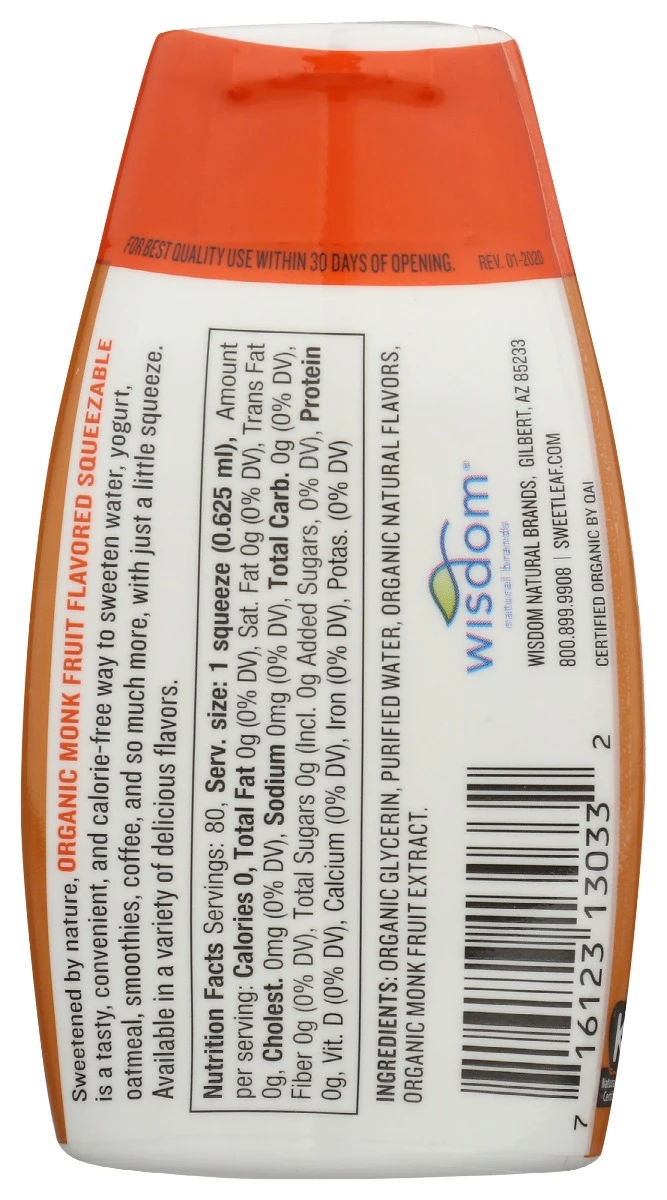 FOR BEST QUALITY USE WITHIN 30 DAYS OF OPENING. REV. 01-2020
Sweetened by nature, ORGANIC MONK FRUIT FLAVORED SQUEEZABLE
is a tasty, convenient, and calorie-free way to sweeten water, yogurt,
oatmeal, smoothies, coffee, and so much more, with just a little squeeze.
Available in a variety of delicious flavors.
Nutrition Facts Servings: 80, Serv. size: 1 squeeze (0.625 ml), Amount
per serving: Calories 0, Total Fat 0g (0% DV), Sat. Fat 0g (0% DV), Trans Fat
0g, Cholest. 0mg (0% DV), Sodium 0mg (0% DV), Total Carb. 0g (0% DV),
Fiber 0g (0% DV), Total Sugars 0g (Incl. 0g Added Sugars, 0% DV), Protein
0g, Vit. D (0% DV), Calcium (0% DV), Iron (0% DV), Potas. (0% DV)
INGREDIENTS: ORGANIC GLYCERIN, PURIFIED WATER, ORGANIC NATURAL FLAVORS,
ORGANIC MONK FRUIT EXTRACT.
wisdom
natural brands
WISDOM NATURAL BRANDS, GILBERT, AZ 85233
800.899.9908 | SWEETLEAF.COM
CERTIFIED ORGANIC BY QAI
7 16123 13033 2